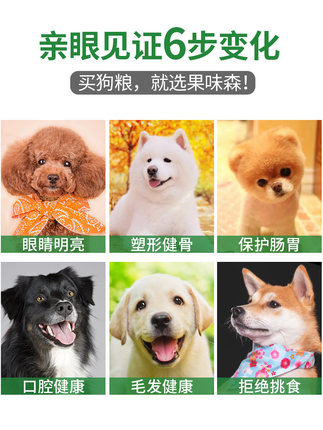 亲眼见证6步变化
买狗粮，就选果味森！
眼睛明亮
塑形健骨
保护肠胃
口腔健康
毛发健康
拒绝挑食